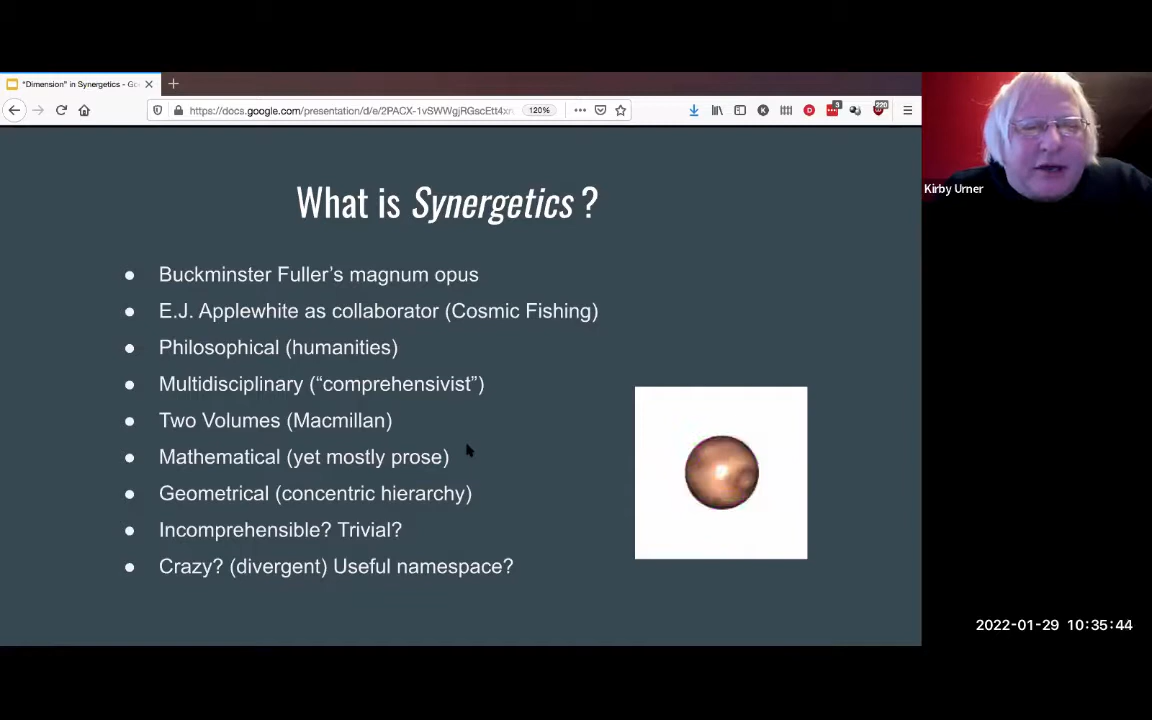 "Dimension" in Synergetics - Go
https://docs.google.com/presentation/d/e/2PACX-1vSWWgjRGscEtt4x
120%
3
220
What is Synergetics ?
● Buckminster Fuller's magnum opus
● E.J. Applewhite as collaborator (Cosmic Fishing)
● Philosophical (humanities)
● Multidisciplinary (“comprehensivist”)
● Two Volumes (Macmillan)
● Mathematical (yet mostly prose)
● Geometrical (concentric hierarchy)
● Incomprehensible? Trivial?
● Crazy? (divergent) Useful namespace?
Kirby Urner
2022-01-29 10:35:44